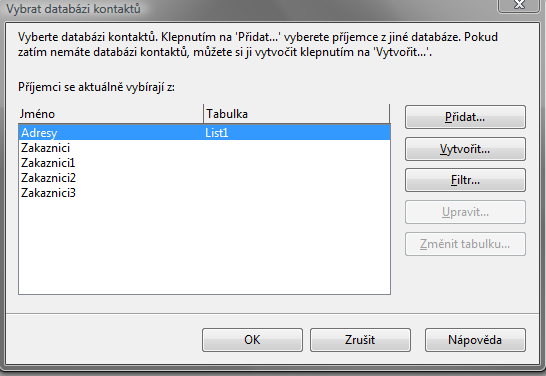 Vybrat databázi kontaktů
Vyberte databázi kontaktů. Klepnutím na 'Přidat...' vyberete příjemce z jiné databáze. Pokud
zatím nemáte databázi kontaktů, můžete si ji vytvočit klepnutím na 'Vytvořit...'.
Příjemci se aktuálně vybírají z:
Jméno Tabulka
Adresy List1
Zakaznici
Zakaznici1
Zakaznici2
Zakaznici3
Přidat...
Vytvořit...
Filtr...
Upravit...
Změnit tabulku...
OK Zrušit Nápověda